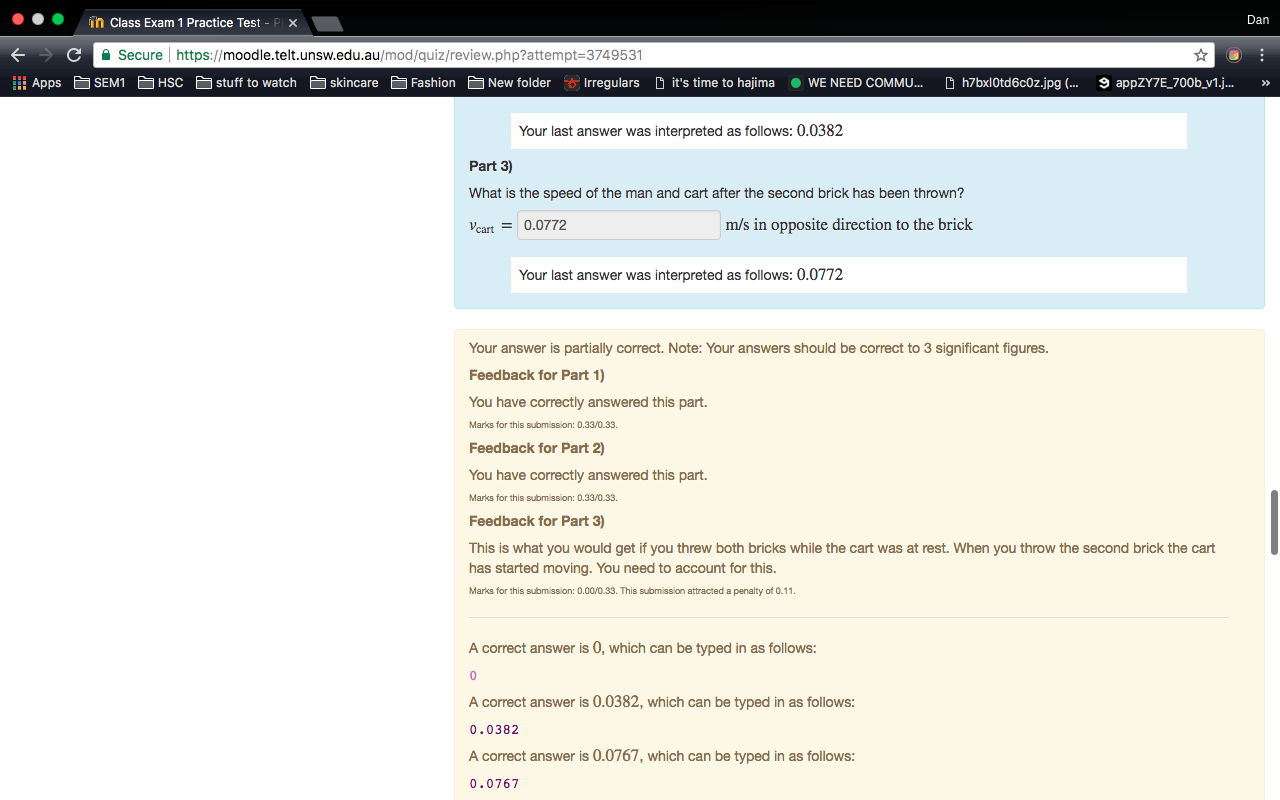 Class Exam 1 Practice Test - P
Dan
Secure https://moodle.telt.unsw.edu.au/mod/quiz/review.php?attempt=3749531
Apps SEM1 HSC stuff to watch skincare Fashion New folder Irregulars it's time to hajima WE NEED COMMU... h7bxl0td6c0z.jpg (... appZY7E_700b_v1.j... »
Your last answer was interpreted as follows: 0.0382
Part 3)
What is the speed of the man and cart after the second brick has been thrown?
vcart = 0.0772 m/s in opposite direction to the brick
Your last answer was interpreted as follows: 0.0772
Your answer is partially correct. Note: Your answers should be correct to 3 significant figures.
Feedback for Part 1)
You have correctly answered this part.
Marks for this submission: 0.33/0.33.
Feedback for Part 2)
You have correctly answered this part.
Marks for this submission: 0.33/0.33.
Feedback for Part 3)
This is what you would get if you threw both bricks while the cart was at rest. When you throw the second brick the cart
has started moving. You need to account for this.
Marks for this submission: 0.00/0.33. This submission attracted a penalty of 0.11.
A correct answer is 0, which can be typed in as follows:
0
A correct answer is 0.0382, which can be typed in as follows:
0.0382
A correct answer is 0.0767, which can be typed in as follows:
0.0767